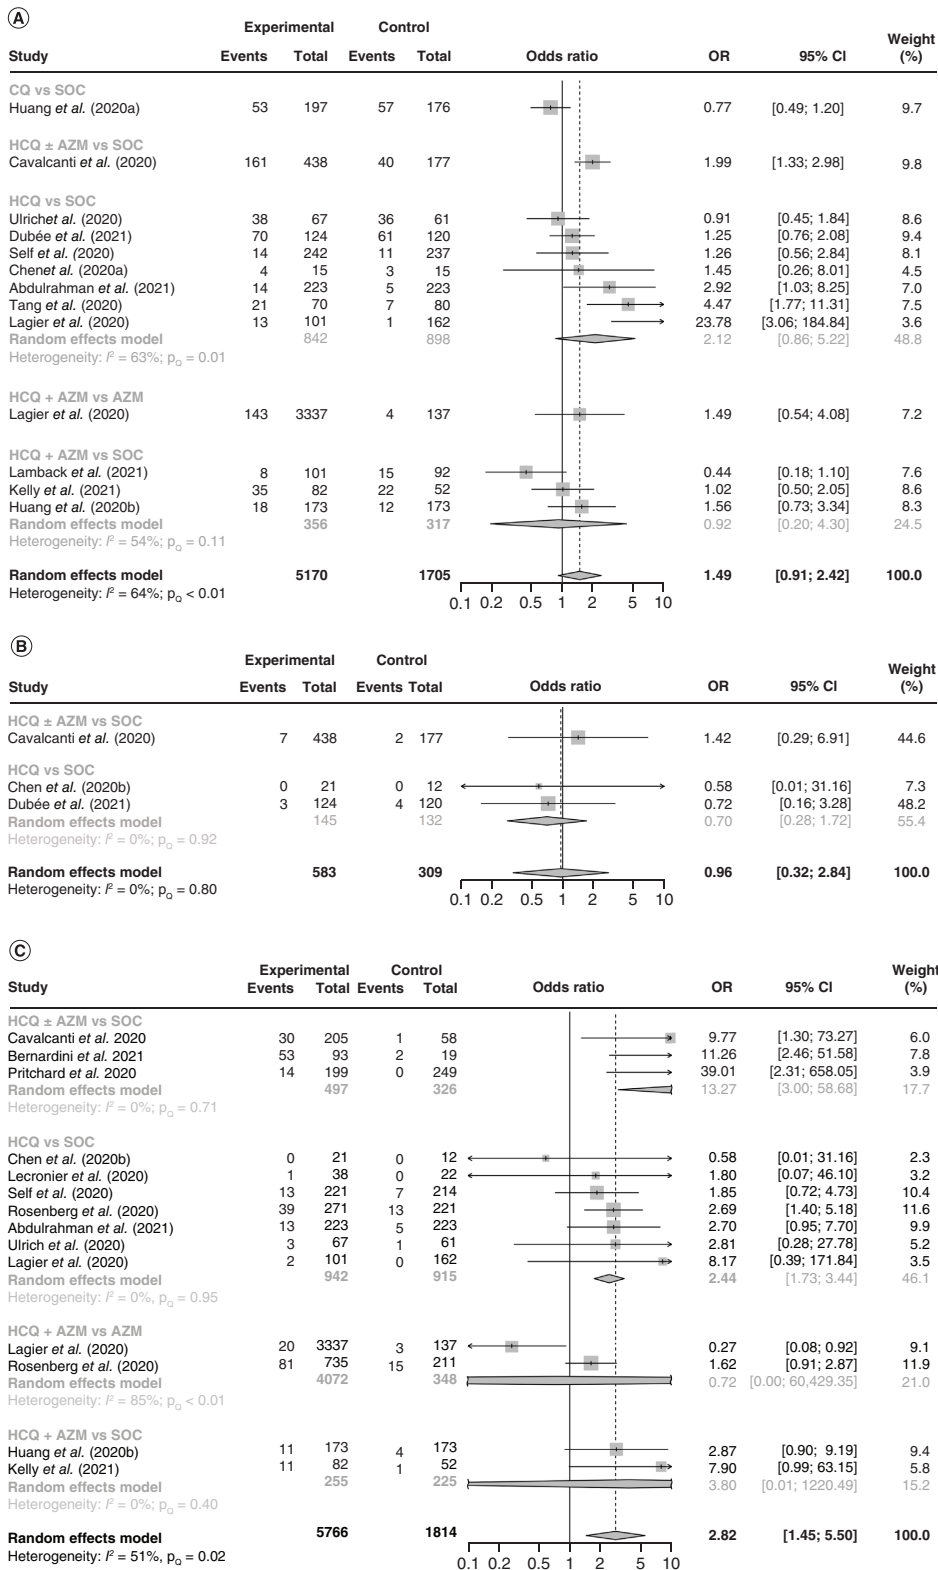 A
Experimental Control Weight
Study Events Total Events Total Odds ratio OR 95% CI (%)
CQ vs SOC
Huang et al. (2020a) 53 197 57 176 0.77 [0.49; 1.20] 9.7
HCQ ± AZM vs SOC
Cavalcanti et al. (2020) 161 438 40 177 1.99 [1.33; 2.98] 9.8
HCQ vs SOC
Ulrichet al. (2020) 38 67 36 61 0.91 [0.45; 1.84] 8.6
Dubée et al. (2021) 70 124 61 120 1.25 [0.76; 2.08] 9.4
Self et al. (2020) 14 242 11 237 1.26 [0.56; 2.84] 8.1
Chenet al. (2020a) 4 15 3 15 1.45 [0.26; 8.01] 4.5
Abdulrahman et al. (2021) 14 223 5 223 2.92 [1.03; 8.25] 7.0
Tang et al. (2020) 21 70 7 80 4.47 [1.77; 11.31] 7.5
Lagier et al. (2020) 13 101 1 162 23.78 [3.06; 184.84] 3.6
Random effects model 842 898 2.12 [0.86; 5.22] 48.8
Heterogeneity: I² = 63%; pQ = 0.01
HCQ + AZM vs AZM
Lagier et al. (2020) 143 3337 4 137 1.49 [0.54; 4.08] 7.2
HCQ + AZM vs SOC
Lamback et al. (2021) 8 101 15 92 0.44 [0.18; 1.10] 7.6
Kelly et al. (2021) 35 82 22 52 1.02 [0.50; 2.05] 8.6
Huang et al. (2020b) 18 173 12 173 1.56 [0.73; 3.34] 8.3
Random effects model 356 317 0.92 [0.20; 4.30] 24.5
Heterogeneity: I² = 54%; pQ = 0.11
Random effects model 5170 1705 1.49 [0.91; 2.42] 100.0
Heterogeneity: I² = 64%; pQ < 0.01
0.1 0.2 0.5 1 2 5 10
B
Experimental Control Weight
Study Events Total Events Total Odds ratio OR 95% CI (%)
HCQ ± AZM vs SOC
Cavalcanti et al. (2020) 7 438 2 177 1.42 [0.29; 6.91] 44.6
HCQ vs SOC
Chen et al. (2020b) 0 21 0 12 0.58 [0.01; 31.16] 7.3
Dubée et al. (2021) 3 124 4 120 0.72 [0.16; 3.28] 48.2
Random effects model 145 132 0.70 [0.28; 1.72] 55.4
Heterogeneity: I² = 0%; pQ = 0.92
Random effects model 583 309 0.96 [0.32; 2.84] 100.0
Heterogeneity: I² = 0%; pQ = 0.80
0.1 0.2 0.5 1 2 5 10
C
Experimental Control Weight
Study Events Total Events Total Odds ratio OR 95% CI (%)
HCQ ± AZM vs SOC
Cavalcanti et al. 2020 30 205 1 58 9.77 [1.30; 73.27] 6.0
Bernardini et al. 2021 53 93 2 19 11.26 [2.46; 51.58] 7.8
Pritchard et al. 2020 14 199 0 249 39.01 [2.31; 658.05] 3.9
Random effects model 497 326 13.27 [3.00; 58.68] 17.7
Heterogeneity: I² = 0%; pQ = 0.71
HCQ vs SOC
Chen et al. (2020b) 0 21 0 12 0.58 [0.01; 31.16] 2.3
Lecronier et al. (2020) 1 38 0 22 1.80 [0.07; 46.10] 3.2
Self et al. (2020) 13 221 7 214 1.85 [0.72; 4.73] 10.4
Rosenberg et al. (2020) 39 271 13 221 2.69 [1.40; 5.18] 11.6
Abdulrahman et al. (2021) 13 223 5 223 2.70 [0.95; 7.70] 9.9
Ulrich et al. (2020) 3 67 1 61 2.81 [0.28; 27.78] 5.2
Lagier et al. (2020) 2 101 0 162 8.17 [0.39; 171.84] 3.5
Random effects model 942 915 2.44 [1.73; 3.44] 46.1
Heterogeneity: I² = 0%, pQ = 0.95
HCQ + AZM vs AZM
Lagier et al. (2020) 20 3337 3 137 0.27 [0.08; 0.92] 9.1
Rosenberg et al. (2020) 81 735 15 211 1.62 [0.91; 2.87] 11.9
Random effects model 4072 348 0.72 [0.00; 60,429.35] 21.0
Heterogeneity: I² = 85%; pQ < 0.01
HCQ + AZM vs SOC
Huang et al. (2020b) 11 173 4 173 2.87 [0.90; 9.19] 9.4
Kelly et al. (2021) 11 82 1 52 7.90 [0.99; 63.15] 5.8
Random effects model 255 225 3.80 [0.01; 1220.49] 15.2
Heterogeneity: I² = 0%; pQ = 0.40
Random effects model 5766 1814 2.82 [1.45; 5.50] 100.0
Heterogeneity: I² = 51%, pQ = 0.02
0.1 0.2 0.5 1 2 5 10